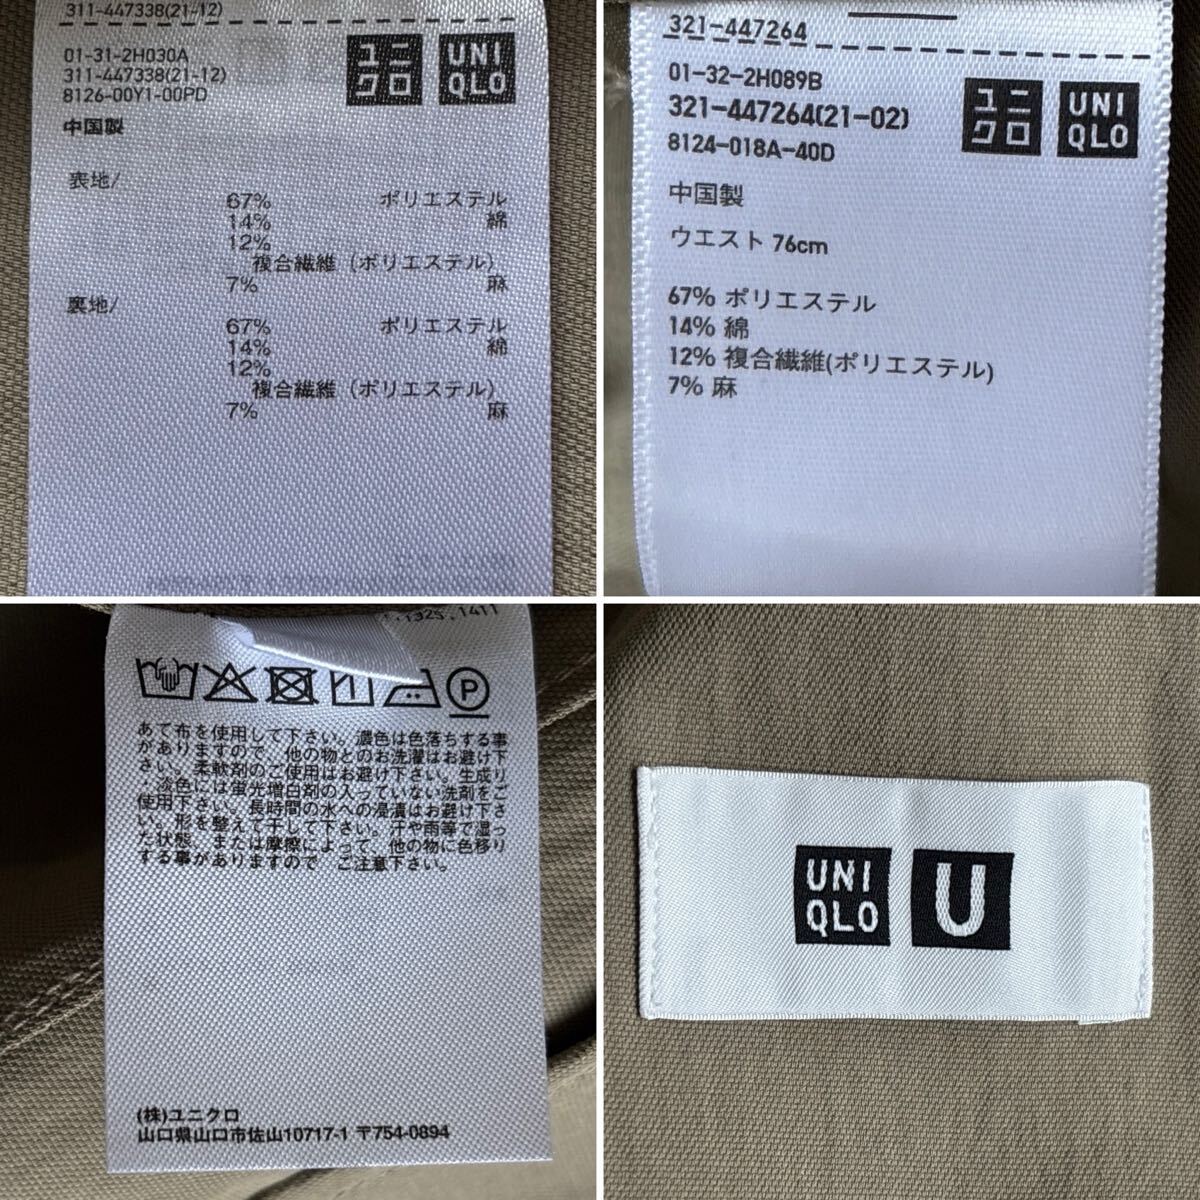 311-447338(21-12)
01-31-2H030A
311-447338(21-12)
8126-00Y1-00PD
中国製
ユニ
クロ
UNI
QLO
表地/
67% ポリエステル
14% 綿
12%
複合繊維(ポリエステル)
7% 麻
裏地/
67% ポリエステル
14% 綿
12%
複合繊維(ポリエステル)
7% 麻
321-447264
01-32-2H089B
321-447264(21-02)
8124-018A-40D
ユニ
クロ
UNI
QLO
中国製
ウエスト 76cm
67% ポリエステル
14% 綿
12% 複合繊維(ポリエステル)
7% 麻
1325.1411
P
あて布を使用して下さい。濃色は色落ちする事
がありますので 他の物とのお洗濯はお避け下
さい。柔軟剤のご使用はお避け下さい。生成り
、淡色には蛍光増白剤の入っていない洗剤をご
使用下さい。長時間の水への浸漬はお避け下さ
い。形を整えて干して下さい。汗や雨等で湿っ
た状態、または摩擦によって、他の物に色移り
する事がありますので ご注意下さい。
(株)ユニクロ
山口県山口市佐山10717-1 〒754-0894
UNI
QLO
U